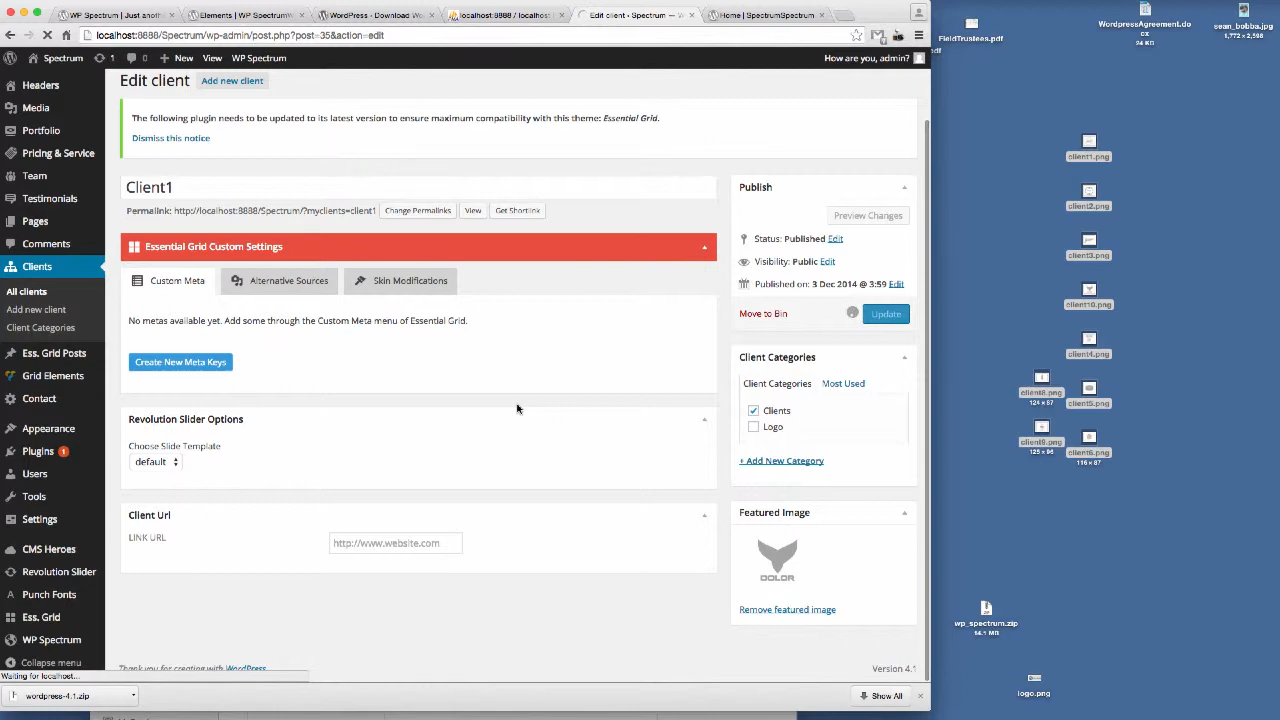 WP Spectrum | Just anoth
Elements | WP SpectrumW
WordPress › Download Wo
localhost:8888 / localhost |
Edit client ‹ Spectrum — W
Home | SpectrumSpectrum
localhost:8888/Spectrum/wp-admin/post.php?post=35&action=edit
Spectrum 1 0 + New View WP Spectrum How are you, admin?
Headers
Media
Portfolio
Pricing & Service
Team
Testimonials
Pages
Comments
Clients
All clients
Add new client
Client Categories
Ess. Grid Posts
Grid Elements
Contact
Appearance
Plugins 1
Users
Tools
Settings
CMS Heroes
Revolution Slider
Punch Fonts
Ess. Grid
WP Spectrum
Collapse menu
Edit client Add new client
The following plugin needs to be updated to its latest version to ensure maximum compatibility with this theme: Essential Grid.
Dismiss this notice
Client1
Permalink: http://localhost:8888/Spectrum/?myclients=client1 Change Permalinks View Get Shortlink
Essential Grid Custom Settings
Custom Meta Alternative Sources Skin Modifications
No metas available yet. Add some through the Custom Meta menu of Essential Grid.
Create New Meta Keys
Revolution Slider Options
Choose Slide Template
default
Client Url
LINK URL http://www.website.com
Publish
Preview Changes
Status: Published Edit
Visibility: Public Edit
Published on: 3 Dec 2014 @ 3:59 Edit
Move to Bin Update
Client Categories
Client Categories Most Used
Clients
Logo
+ Add New Category
Featured Image
DOLOR
Remove featured image
Thank you for creating with WordPress.
Version 4.1
Waiting for localhost...
wordpress-4.1.zip
Show All
FieldTrustees.pdf
pdf
WordpressAgreement.do
cx
24 KB
sean_bobba.jpg
1,772 × 2,598
client1.png
client2.png
client3.png
client10.png
client4.png
client8.png
124 × 87
client5.png
client9.png
125 × 96
client6.png
116 × 87
wp_spectrum.zip
14.1 MB
logo.png